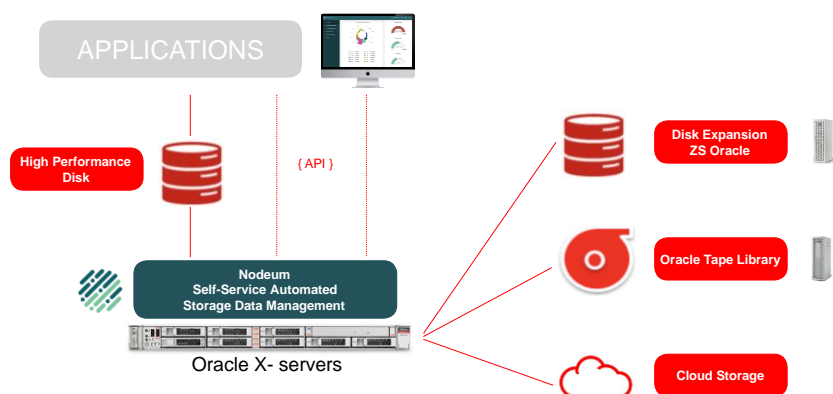 APPLICATIONS
High Performance
Disk
{ API }
Disk Expansion
ZS Oracle
Oracle Tape Library
Nodeum
Self-Service Automated
Storage Data Management
Oracle X- servers
Cloud Storage